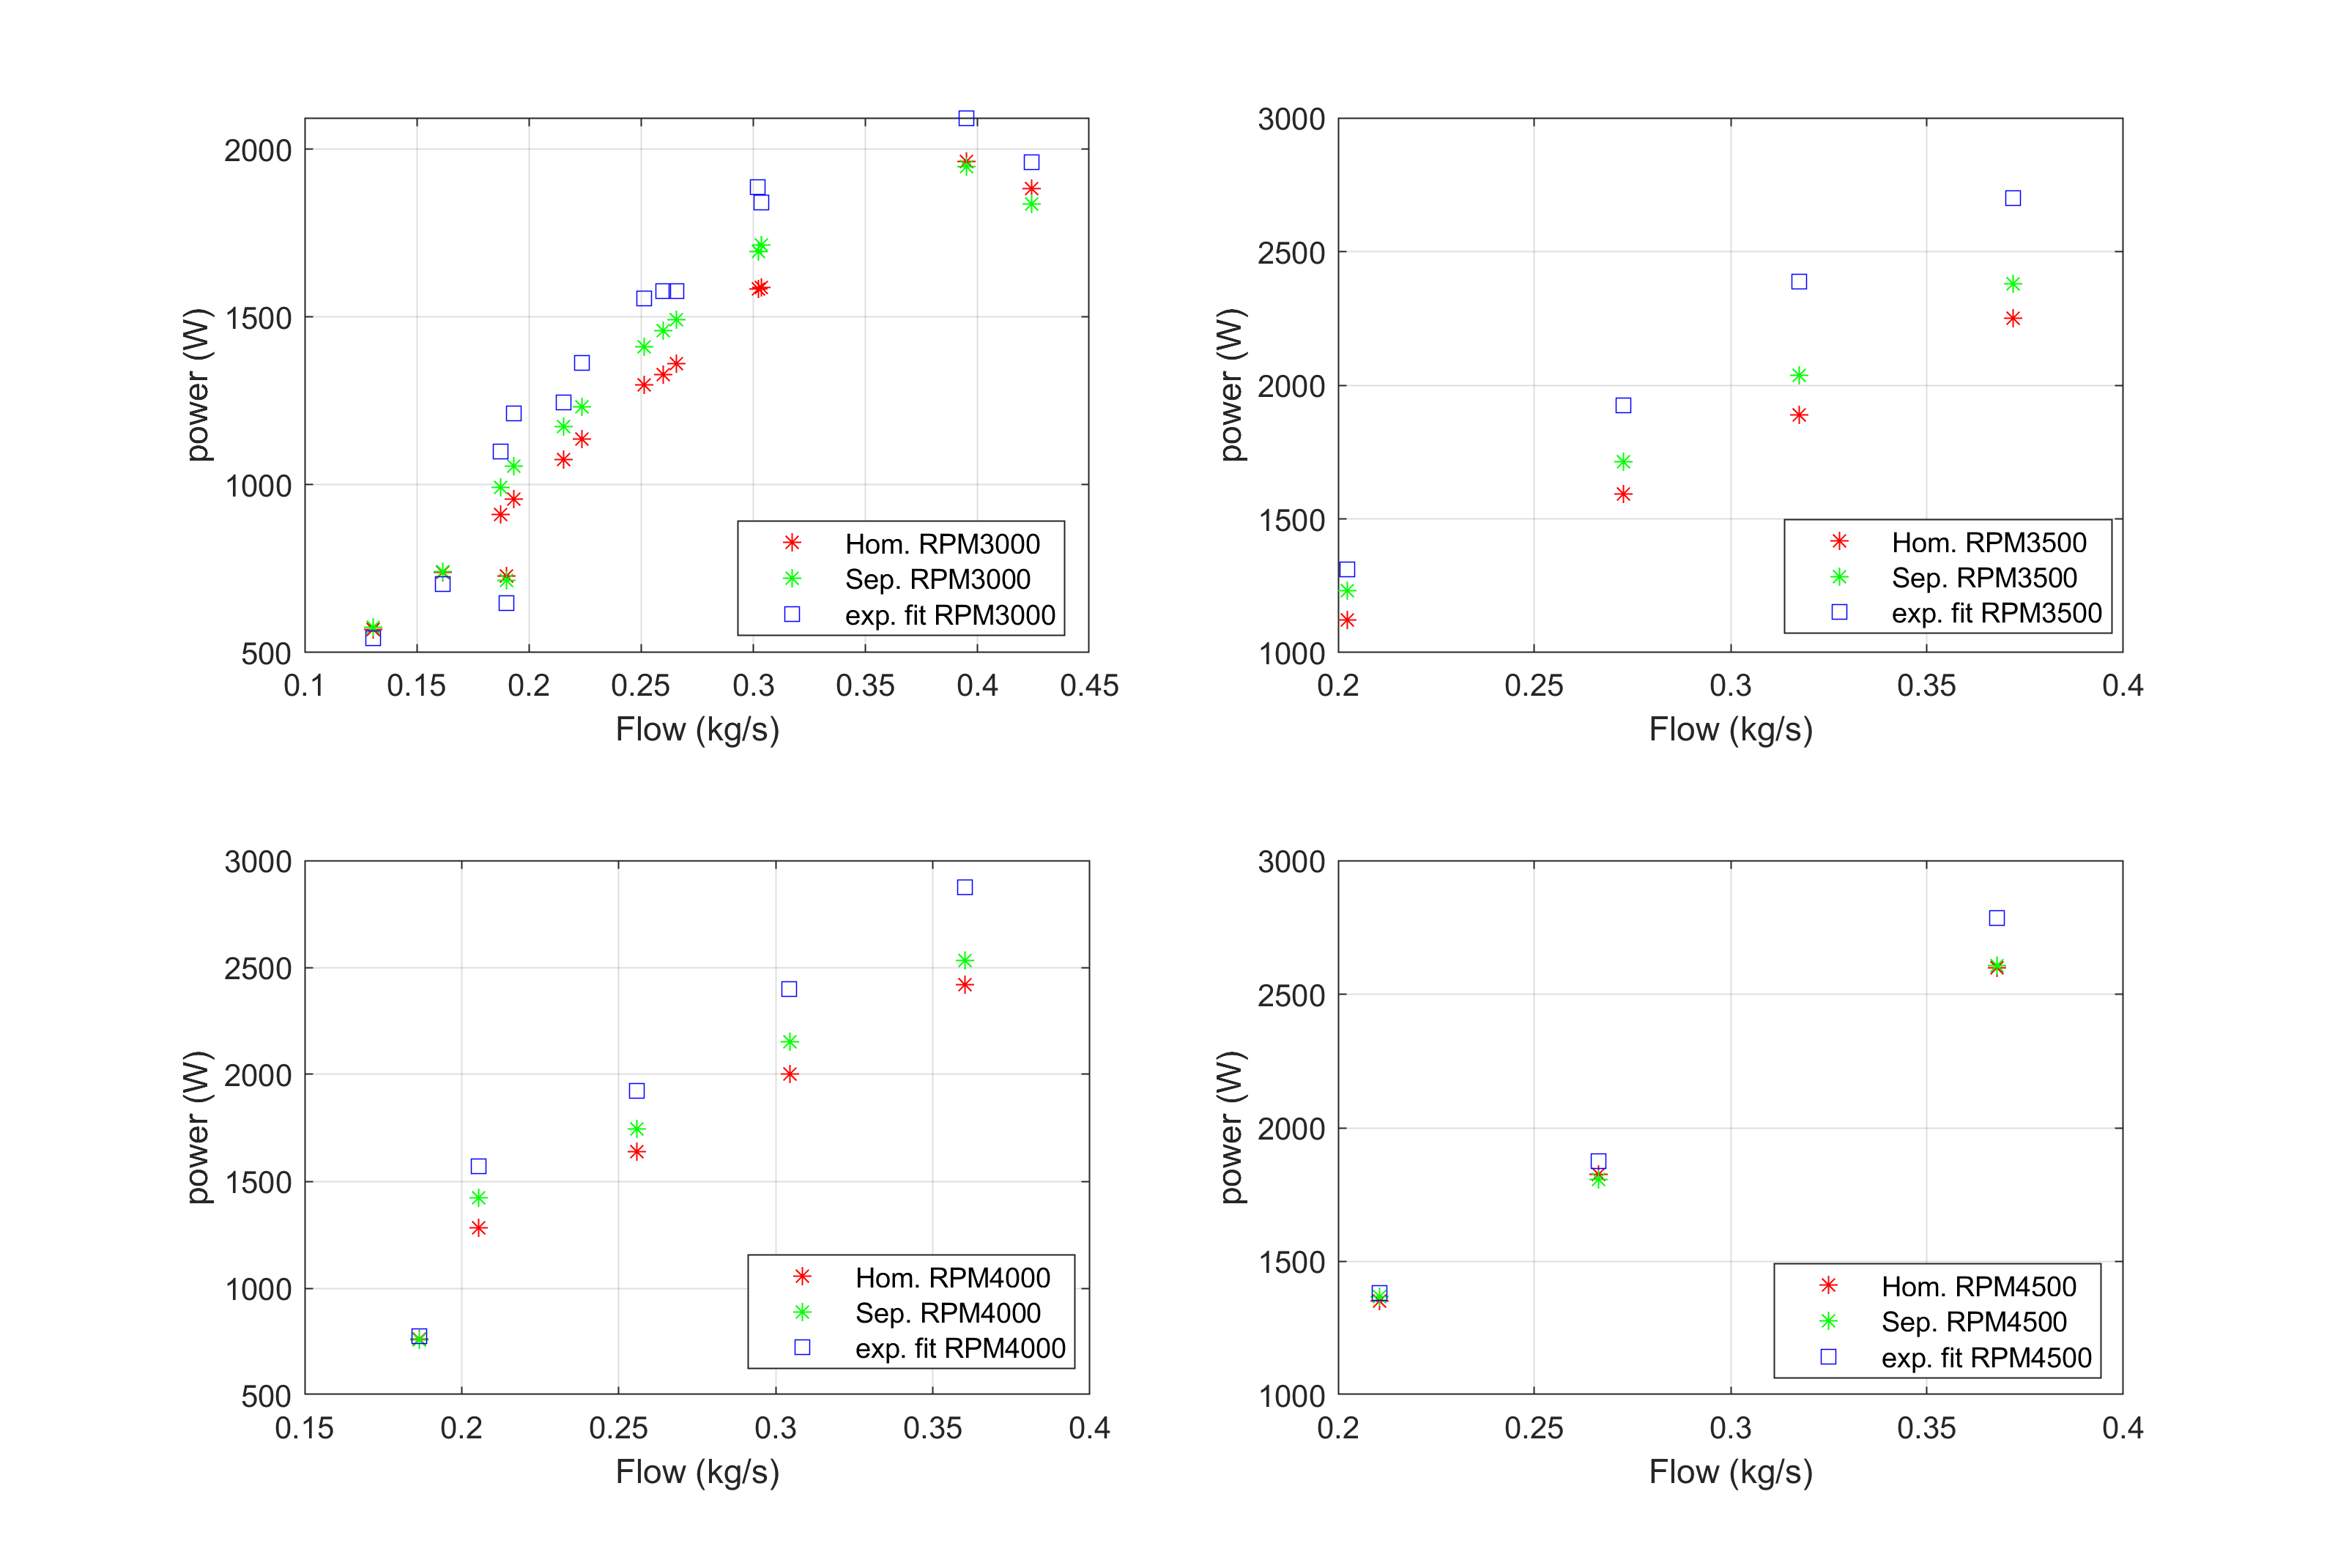 2000
1500
1000
500
power (W)
0.1 0.15 0.2 0.25 0.3 0.35 0.4 0.45
Flow (kg/s)
Hom. RPM3000
Sep. RPM3000
exp. fit RPM3000
3000
2500
2000
1500
1000
power (W)
0.2 0.25 0.3 0.35 0.4
Flow (kg/s)
Hom. RPM3500
Sep. RPM3500
exp. fit RPM3500
3000
2500
2000
1500
1000
500
power (W)
0.15 0.2 0.25 0.3 0.35 0.4
Flow (kg/s)
Hom. RPM4000
Sep. RPM4000
exp. fit RPM4000
3000
2500
2000
1500
1000
power (W)
0.2 0.25 0.3 0.35 0.4
Flow (kg/s)
Hom. RPM4500
Sep. RPM4500
exp. fit RPM4500